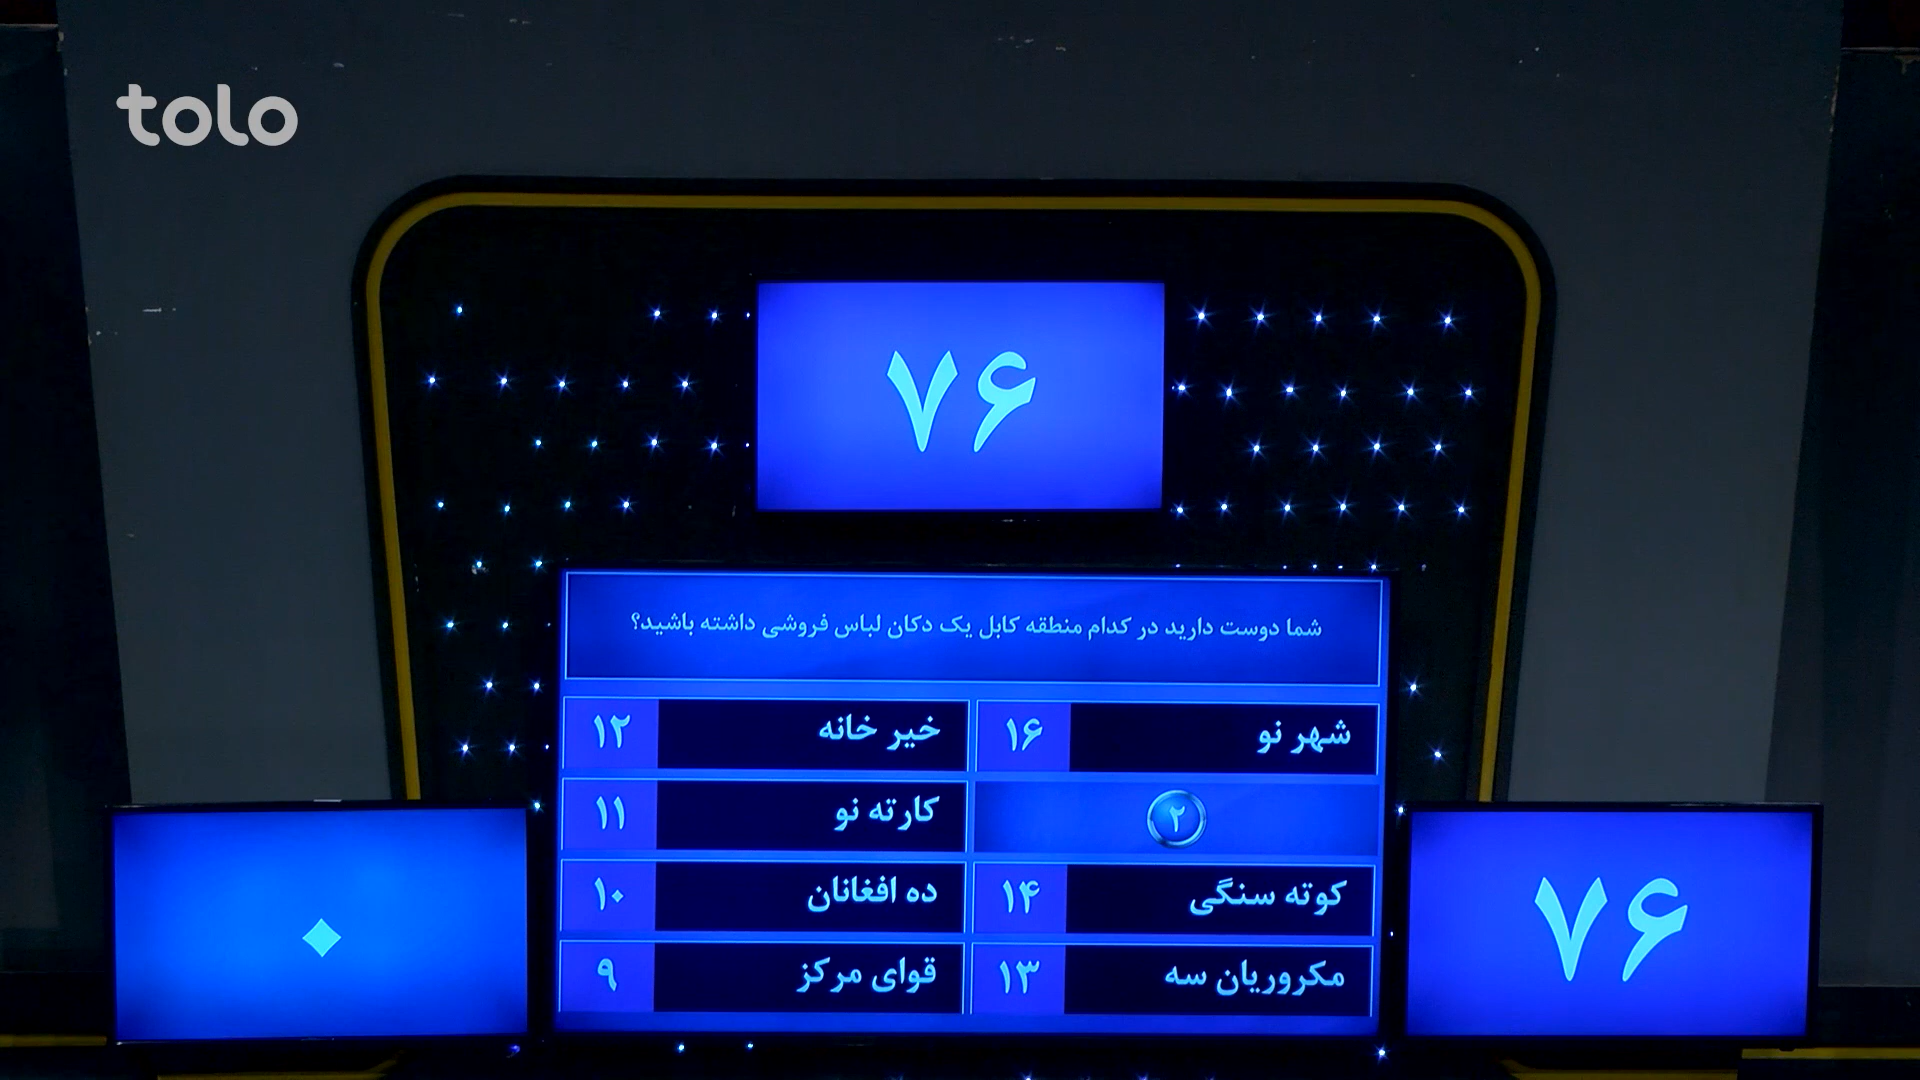 tolo
۷۶
شما دوست دارید در کدام منطقه کابل یک دکان لباس فروشی داشته باشید؟
شهر نو ۱۶
۲
کوته سنگی ۱۴
مکروریان سه ۱۳
خیر خانه ۱۲
کارته نو ۱۱
ده افغانان ۱۰
قوای مرکز ۹
۷۶
۰